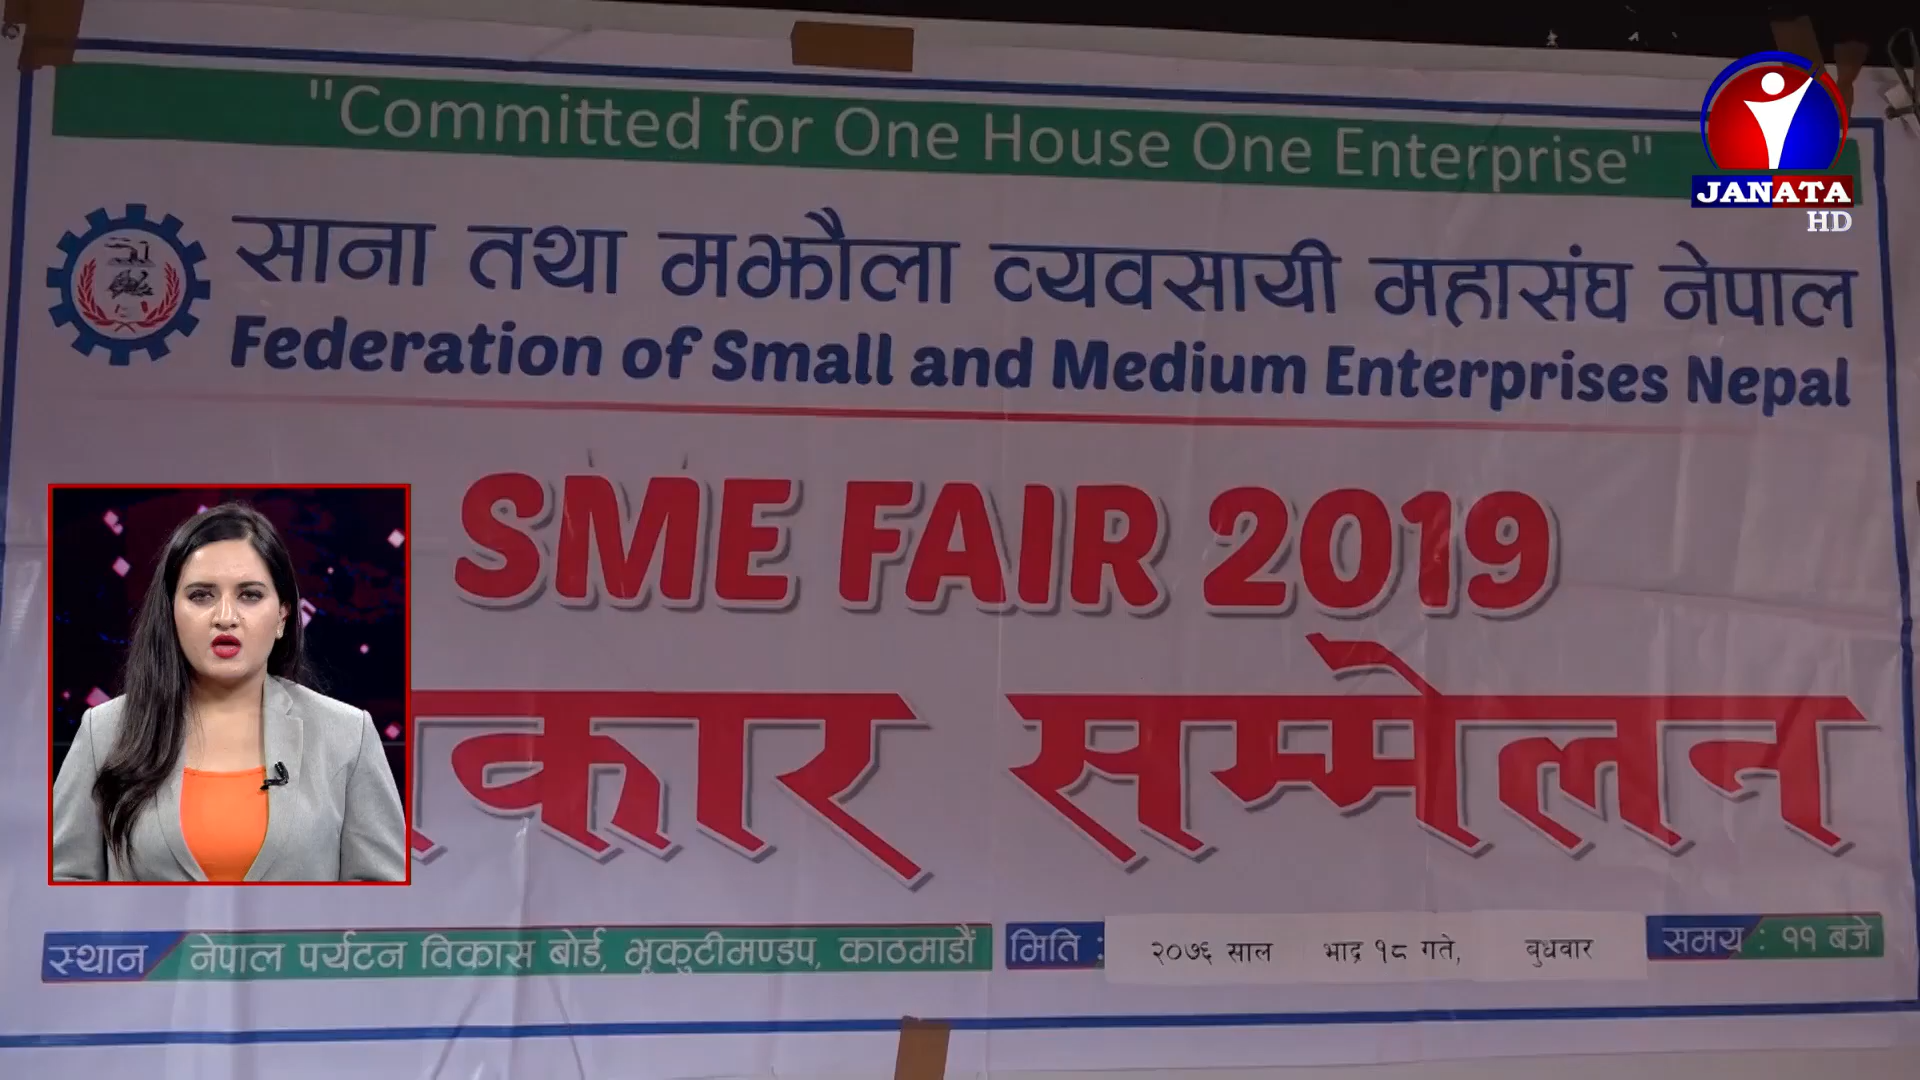 "Committed for One House One Enterprise"
JANATA
HD
साना तथा मझौला व्यवसायी महासंघ नेपाल
Federation of Small and Medium Enterprises Nepal
SME FAIR 2019
सम्मेलन
स्थान नेपाल पर्यटन विकास बोर्ड, भृकुटीमण्डप, काठमाडौं मिति : २०७६ साल भाद्र १८ गते, बुधवार समय : ११ बजे